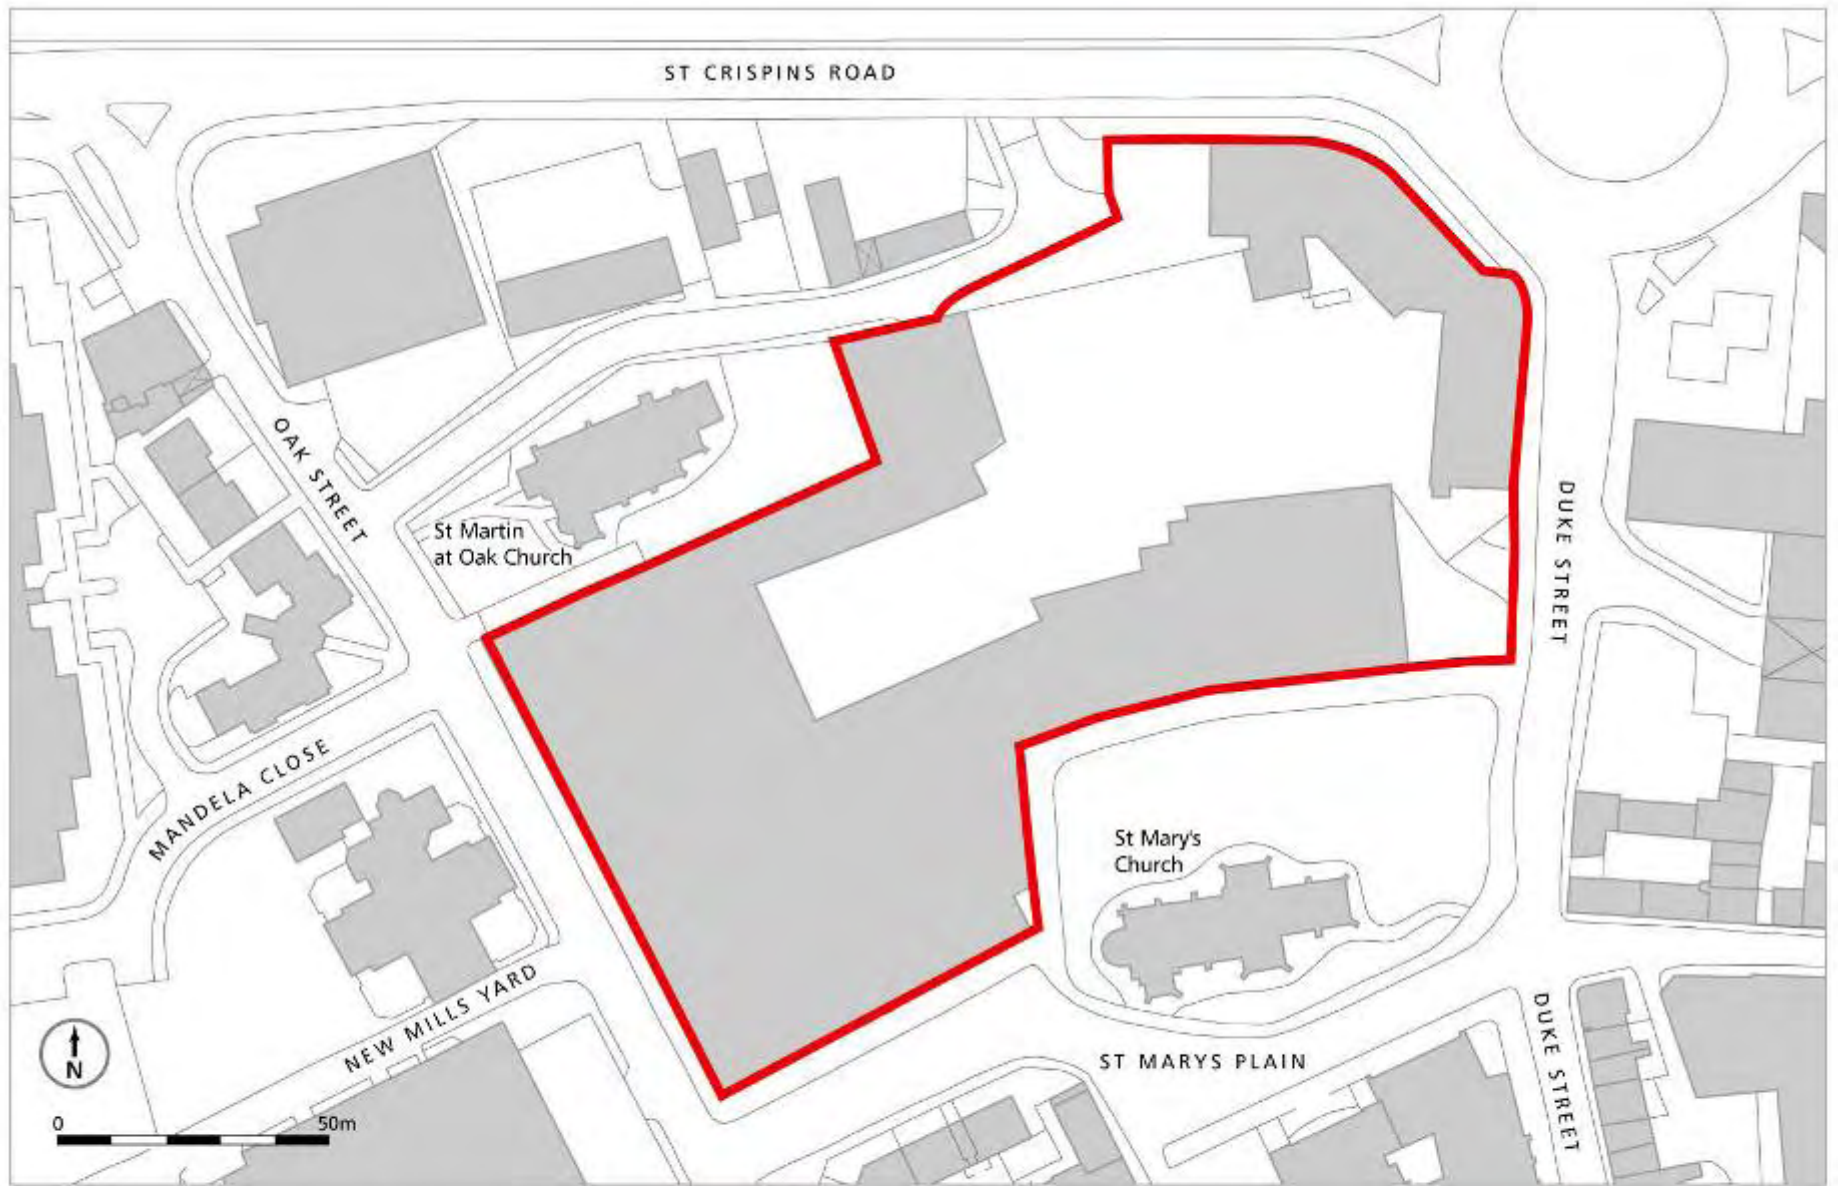 ST CRISPINS ROAD
OAK STREET
St Martin
at Oak Church
DUKE STREET
MANDELA CLOSE
St Mary's
Church
NEW MILLS YARD
ST MARYS PLAIN
DUKE STREET
N
0 50m